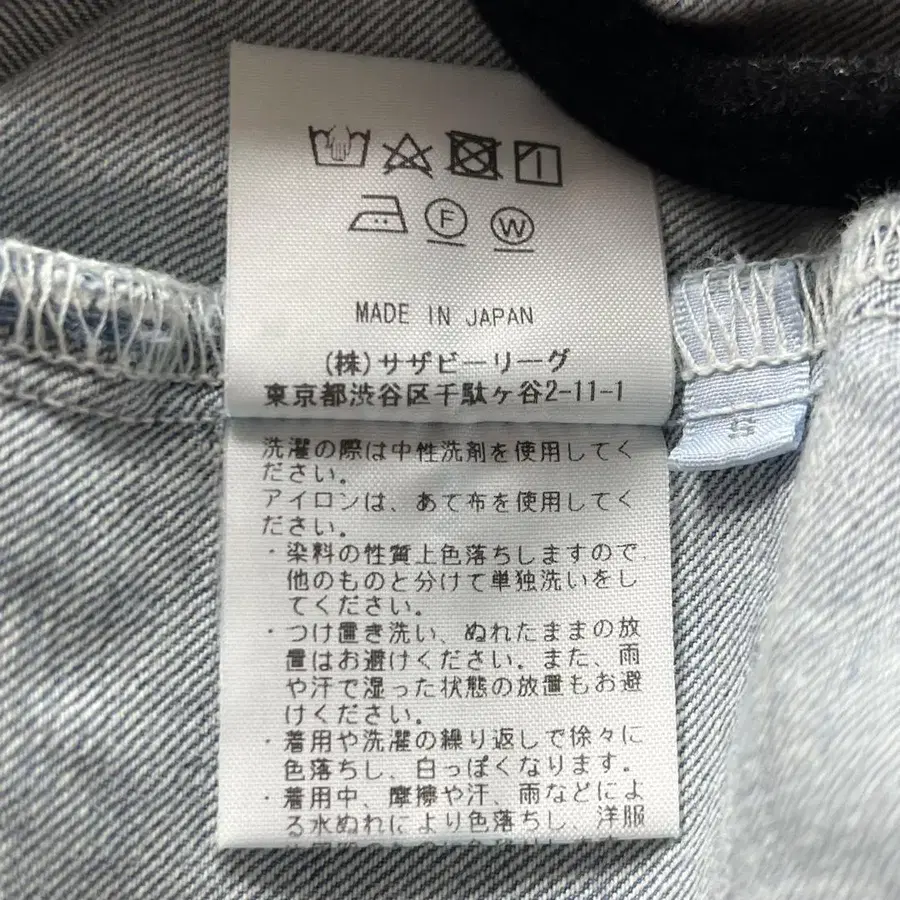 F
W
MADE IN JAPAN
(株)サザビーリーグ
東京都渋谷区千駄ヶ谷2-11-1
洗濯の際は中性洗剤を使用してく
ださい。
アイロンは、あて布を使用してく
ださい。
・染料の性質上色落ちしますので
他のものと分けて単独洗いをし
てください。
・つけ置き洗い、ぬれたままの放
置はお避けください。また、雨
や汗で湿った状態の放置もお避
けください。
・着用や洗濯の繰り返しで徐々に
色落ちし、白っぽくなります。
・着用中、摩擦や汗、雨などによ
る水ぬれにより色落ちし、洋服